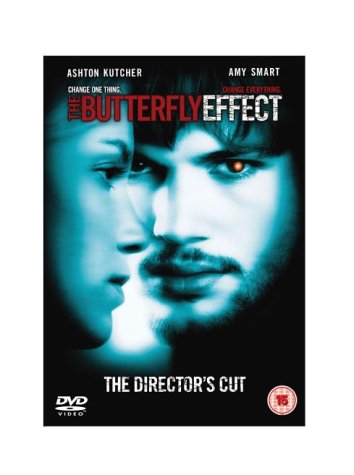 ASHTON KUTCHER AMY SMART
CHANGE ONE THING. CHANGE EVERYTHING.
THE BUTTERFLY EFFECT
THE DIRECTOR'S CUT
DVD
VIDEO
15